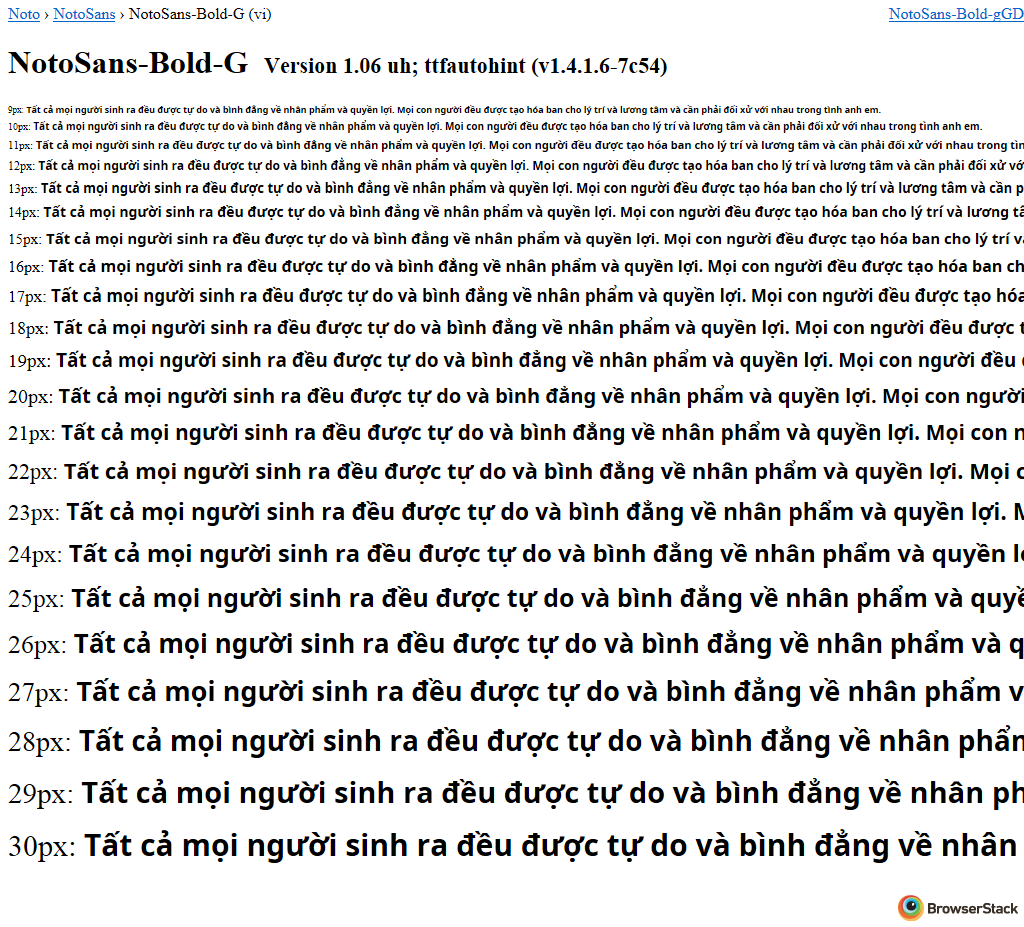 Noto › NotoSans › NotoSans-Bold-G (vi) NotoSans-Bold-gGD
NotoSans-Bold-G Version 1.06 uh; ttfautohint (v1.4.1.6-7c54)
9px: Tất cả mọi người sinh ra đều được tự do và bình đẳng về nhân phẩm và quyền lợi. Mọi con người đều được tạo hóa ban cho lý trí và lương tâm và cần phải đối xử với nhau trong tình anh em.
10px: Tất cả mọi người sinh ra đều được tự do và bình đẳng về nhân phẩm và quyền lợi. Mọi con người đều được tạo hóa ban cho lý trí và lương tâm và cần phải đối xử với nhau trong tình anh em.
11px: Tất cả mọi người sinh ra đều được tự do và bình đẳng về nhân phẩm và quyền lợi. Mọi con người đều được tạo hóa ban cho lý trí và lương tâm và cần phải đối xử với nhau trong tìn
12px: Tất cả mọi người sinh ra đều được tự do và bình đẳng về nhân phẩm và quyền lợi. Mọi con người đều được tạo hóa ban cho lý trí và lương tâm và cần phải đối xử vớ
13px: Tất cả mọi người sinh ra đều được tự do và bình đẳng về nhân phẩm và quyền lợi. Mọi con người đều được tạo hóa ban cho lý trí và lương tâm và cần p
14px: Tất cả mọi người sinh ra đều được tự do và bình đẳng về nhân phẩm và quyền lợi. Mọi con người đều được tạo hóa ban cho lý trí và lương tâ
15px: Tất cả mọi người sinh ra đều được tự do và bình đẳng về nhân phẩm và quyền lợi. Mọi con người đều được tạo hóa ban cho lý trí v
16px: Tất cả mọi người sinh ra đều được tự do và bình đẳng về nhân phẩm và quyền lợi. Mọi con người đều được tạo hóa ban ch
17px: Tất cả mọi người sinh ra đều được tự do và bình đẳng về nhân phẩm và quyền lợi. Mọi con người đều được tạo hóa
18px: Tất cả mọi người sinh ra đều được tự do và bình đẳng về nhân phẩm và quyền lợi. Mọi con người đều được t
19px: Tất cả mọi người sinh ra đều được tự do và bình đẳng về nhân phẩm và quyền lợi. Mọi con người đều
20px: Tất cả mọi người sinh ra đều được tự do và bình đẳng về nhân phẩm và quyền lợi. Mọi con người
21px: Tất cả mọi người sinh ra đều được tự do và bình đẳng về nhân phẩm và quyền lợi. Mọi con n
22px: Tất cả mọi người sinh ra đều được tự do và bình đẳng về nhân phẩm và quyền lợi. Mọi c
23px: Tất cả mọi người sinh ra đều được tự do và bình đẳng về nhân phẩm và quyền lợi. M
24px: Tất cả mọi người sinh ra đều được tự do và bình đẳng về nhân phẩm và quyền l
25px: Tất cả mọi người sinh ra đều được tự do và bình đẳng về nhân phẩm và quyề
26px: Tất cả mọi người sinh ra đều được tự do và bình đẳng về nhân phẩm và q
27px: Tất cả mọi người sinh ra đều được tự do và bình đẳng về nhân phẩm v
28px: Tất cả mọi người sinh ra đều được tự do và bình đẳng về nhân phẩm
29px: Tất cả mọi người sinh ra đều được tự do và bình đẳng về nhân ph
30px: Tất cả mọi người sinh ra đều được tự do và bình đẳng về nhân
BrowserStack